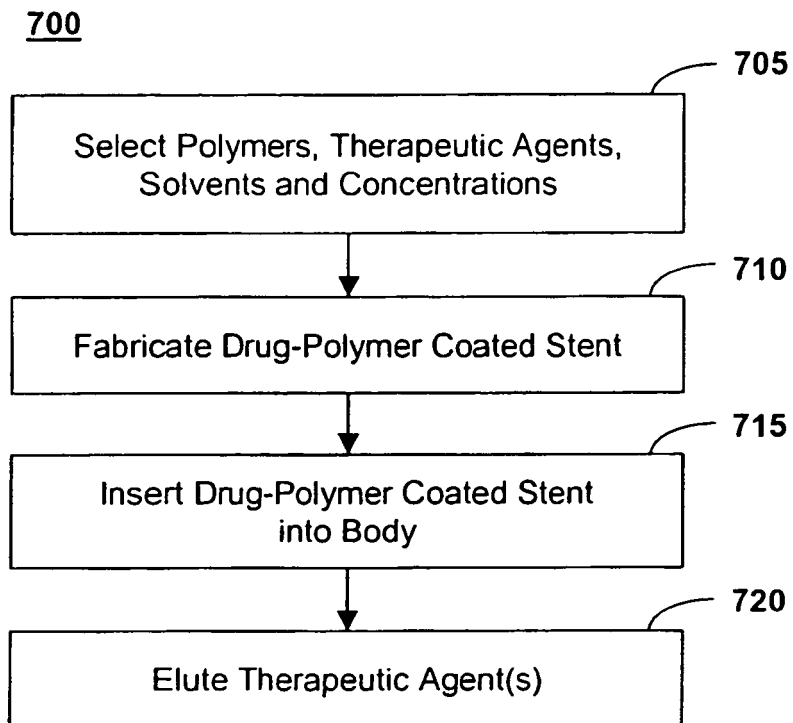 700
705
Select Polymers, Therapeutic Agents,
Solvents and Concentrations
710
Fabricate Drug-Polymer Coated Stent
715
Insert Drug-Polymer Coated Stent
into Body
720
Elute Therapeutic Agent(s)